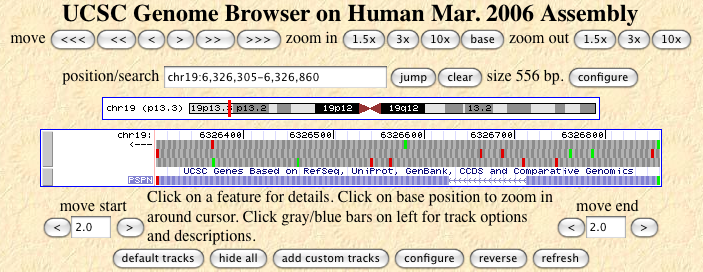 UCSC Genome Browser on Human Mar. 2006 Assembly
move <<< << < > >> >>> zoom in 1.5x 3x 10x base zoom out 1.5x 3x 10x
position/search chr19:6,326,305-6,326,860 jump clear size 556 bp. configure
chr19 (p13.3) 19p13.3 p13.2 19p12 19q12 13.2
chr19: 6326400| 6326500| 6326600| 6326700| 6326800|
<---
UCSC Genes Based on RefSeq, UniProt, GenBank, CCDS and Comparative Genomics
PSPN
move start
< 2.0 >
Click on a feature for details. Click on base position to zoom in
around cursor. Click gray/blue bars on left for track options
and descriptions.
move end
< 2.0 >
default tracks hide all add custom tracks configure reverse refresh